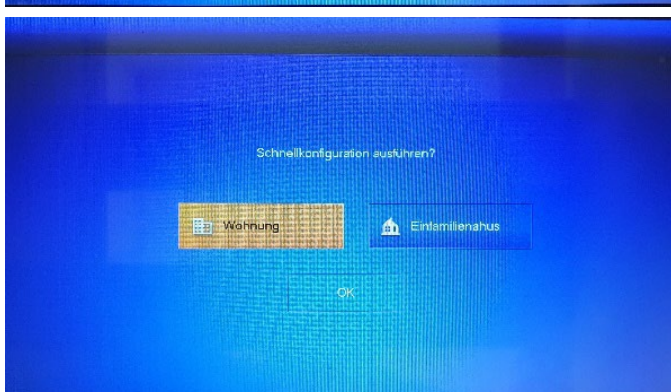 Schnellkonfiguration ausführen?
Wohnung
Einfamilienahus
OK